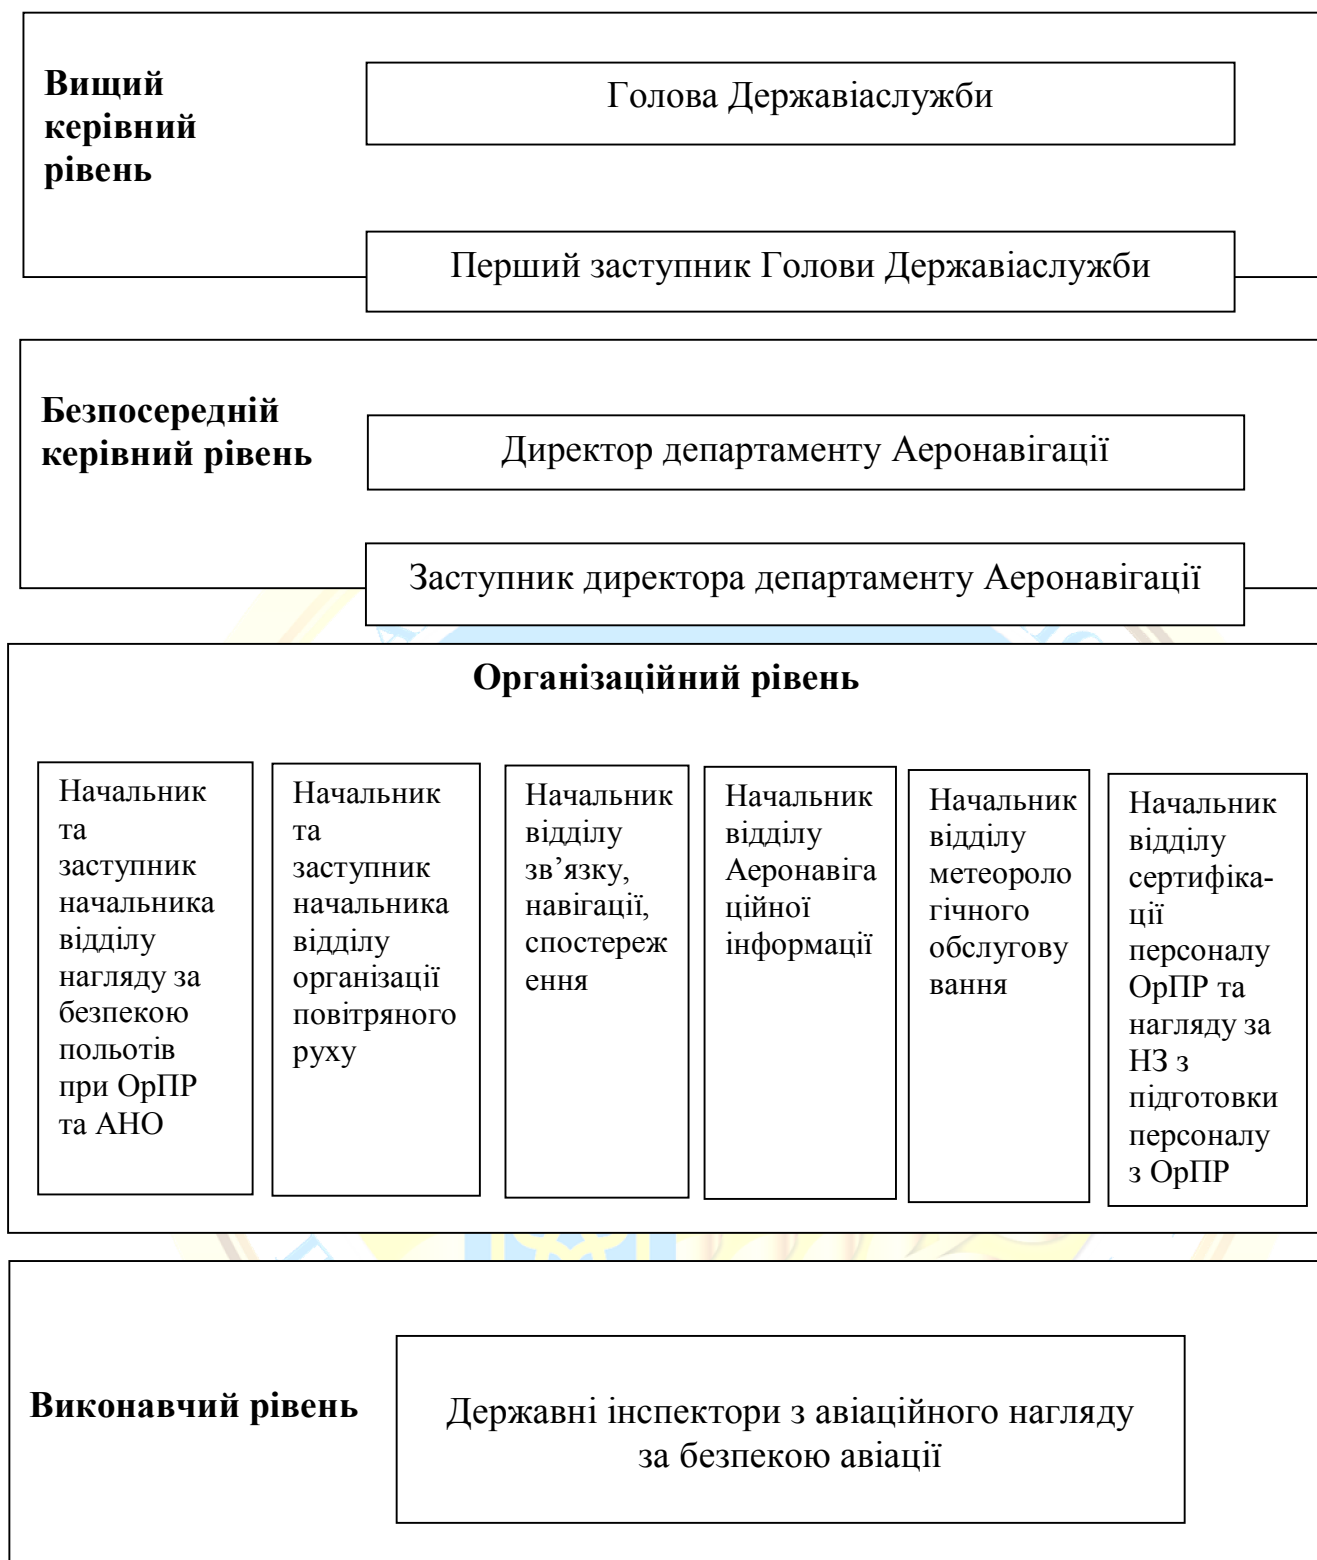 Вищий
керівний
рівень
Голова Державіаслужби
Перший заступник Голови Державіаслужби
Безпосередній
керівний рівень
Директор департаменту Аеронавігації
Заступник директора департаменту Аеронавігації
Організаційний рівень
Начальник
та
заступник
начальника
відділу
нагляду за
безпекою
польотів
при ОрПР
та АНО
Начальник
та
заступник
начальника
відділу
організації
повітряного
руху
Начальник
відділу
зв’язку,
навігації,
спостереж
ення
Начальник
відділу
Аеронавіга
ційної
інформації
Начальник
відділу
метеороло
гічного
обслугову
вання
Начальник
відділу
сертифіка-
ції
персоналу
ОрПР та
нагляду за
НЗ з
підготовки
персоналу
з ОрПР
Виконавчий рівень
Державні інспектори з авіаційного нагляду
за безпекою авіації